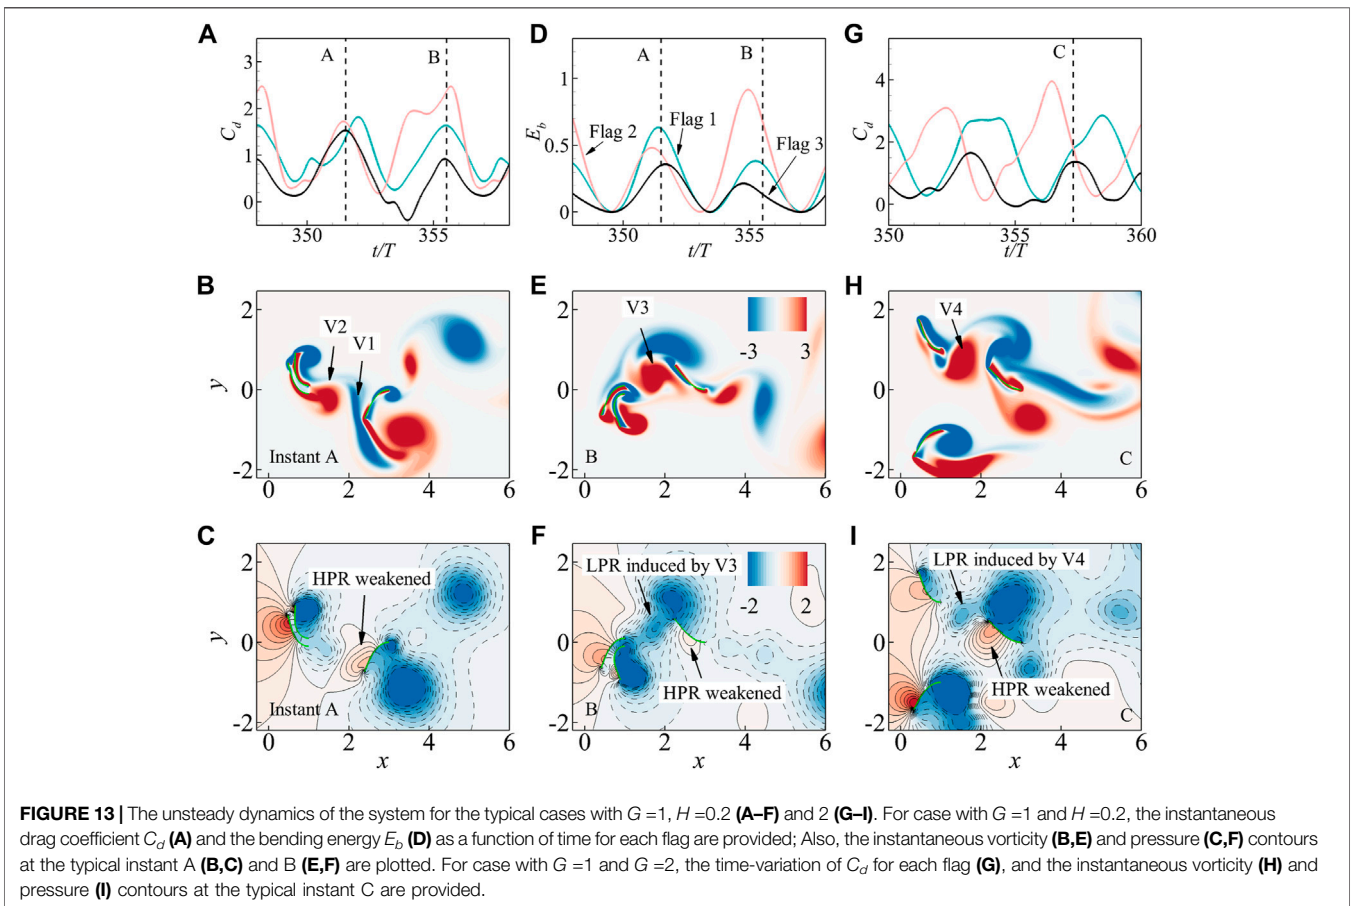 A
D
G
C_d
3
2
1
0
A
B
350
355
t/T
E_b
1
0.5
0
A
B
Flag 2
Flag 1
Flag 3
350
355
t/T
C_d
4
2
0
C
350
355
360
t/T
B
E
H
y
2
0
-2
V2
V1
Instant A
0
2
4
6
2
0
-2
V3
-3
3
B
0
2
4
6
2
0
-2
V4
C
0
2
4
6
C
F
I
y
2
0
-2
HPR weakened
Instant A
0
2
4
6
x
2
0
-2
LPR induced by V3
-2
2
HPR weakened
B
0
2
4
6
x
2
0
-2
LPR induced by V4
HPR weakened
C
0
2
4
6
x
FIGURE 13 | The unsteady dynamics of the system for the typical cases with G =1, H =0.2 (A–F) and 2 (G–I). For case with G =1 and H =0.2, the instantaneous
drag coefficient C_d (A) and the bending energy E_b (D) as a function of time for each flag are provided; Also, the instantaneous vorticity (B,E) and pressure (C,F) contours
at the typical instant A (B,C) and B (E,F) are plotted. For case with G =1 and G =2, the time-variation of C_d for each flag (G), and the instantaneous vorticity (H) and
pressure (I) contours at the typical instant C are provided.